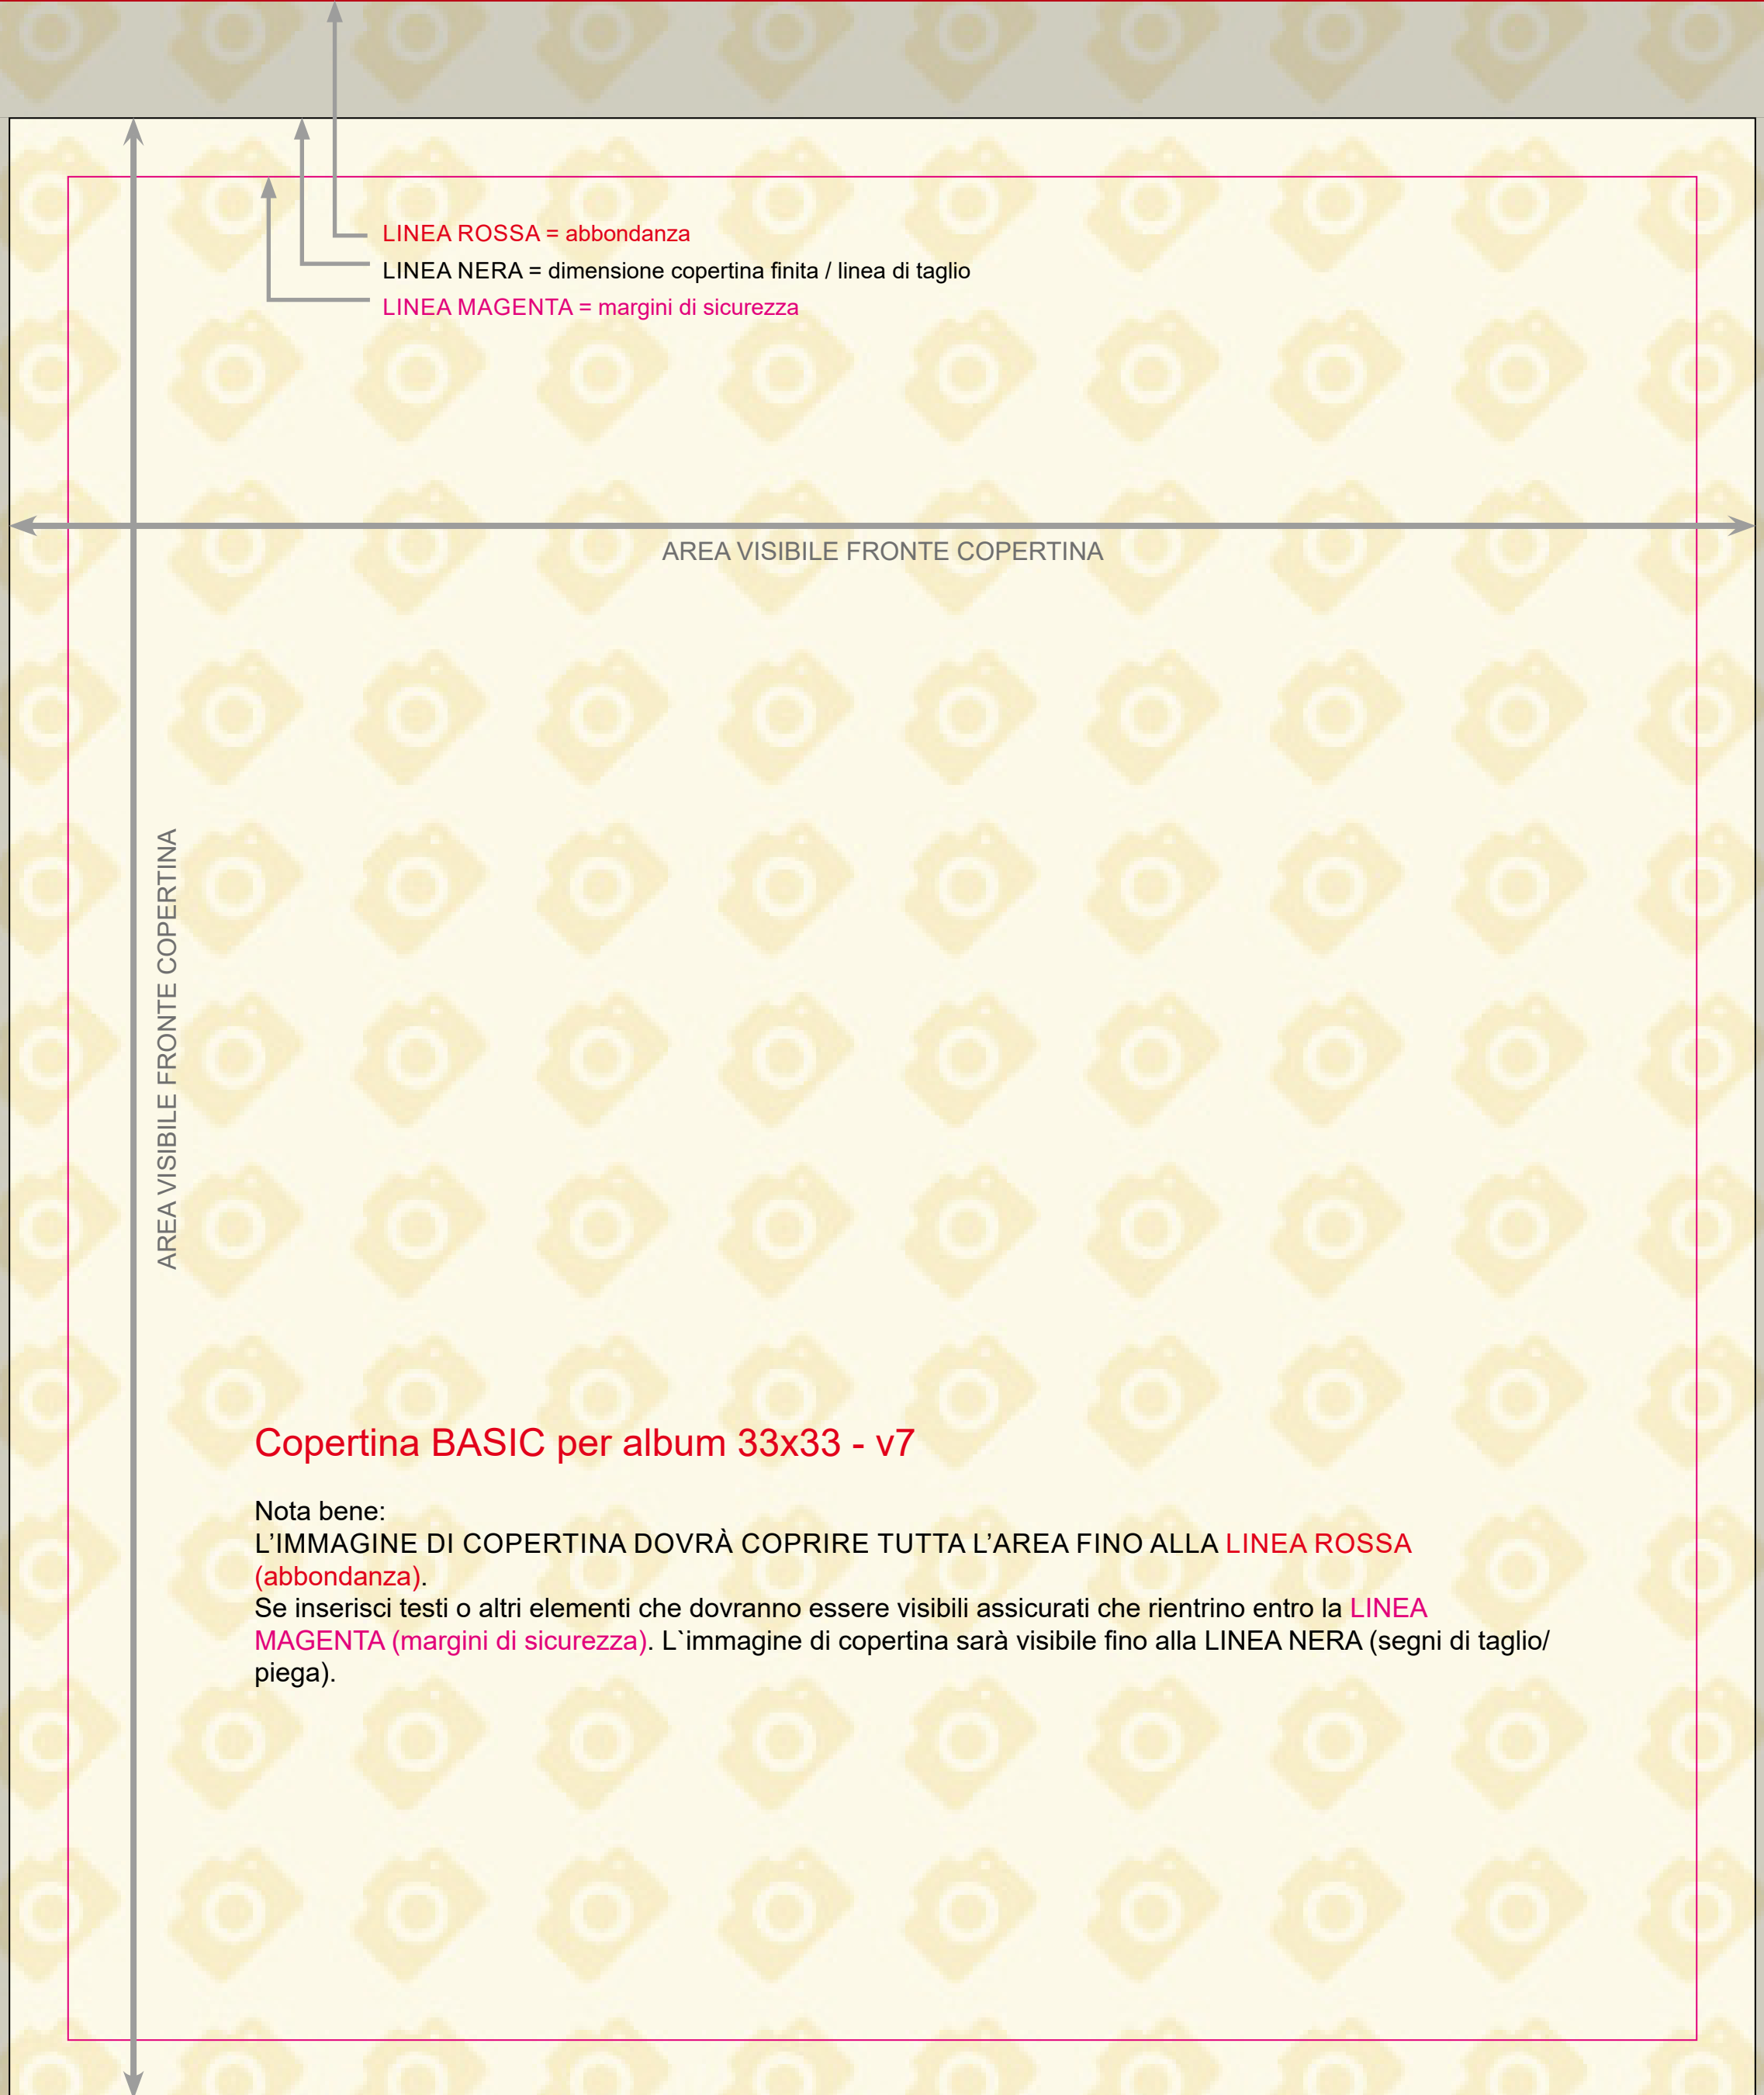 LINEA ROSSA = abbondanza
LINEA NERA = dimensione copertina finita / linea di taglio
LINEA MAGENTA = margini di sicurezza
AREA VISIBILE FRONTE COPERTINA
AREA VISIBILE FRONTE COPERTINA
Copertina BASIC per album 33x33 - v7
Nota bene:
L’IMMAGINE DI COPERTINA DOVRÀ COPRIRE TUTTA L’AREA FINO ALLA LINEA ROSSA
(abbondanza).
Se inserisci testi o altri elementi che dovranno essere visibili assicurati che rientrino entro la LINEA
MAGENTA (margini di sicurezza). L`immagine di copertina sarà visibile fino alla LINEA NERA (segni di taglio/
piega).